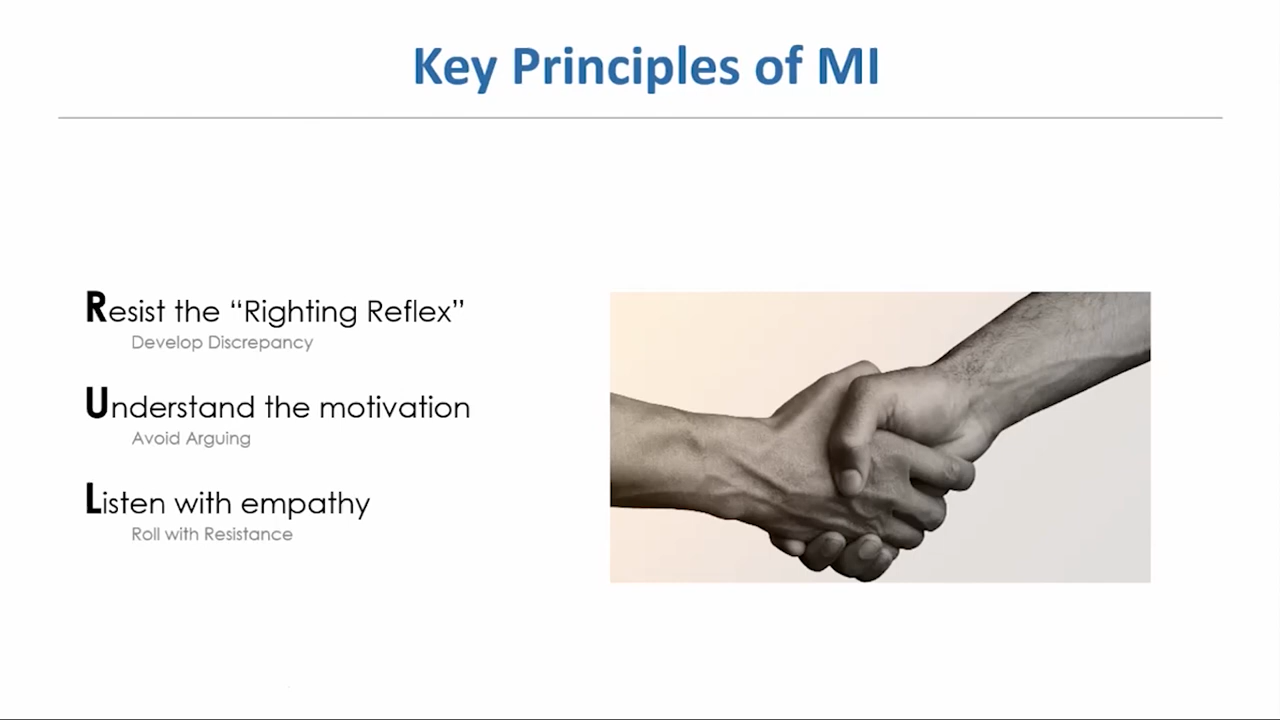 Key Principles of MI
Resist the “Righting Reflex”
Develop Discrepancy
Understand the motivation
Avoid Arguing
Listen with empathy
Roll with Resistance